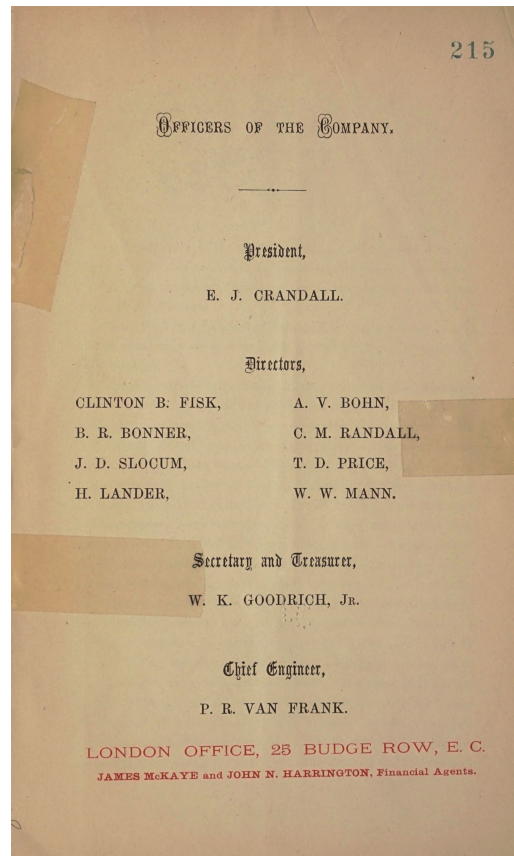 215
OFFICERS OF THE COMPANY.
President,
E. J. CRANDALL.
Directors,
CLINTON B. FISK,
B. R. BONNER,
J. D. SLOCUM,
H. LANDER,
A. V. BOHN,
C. M. RANDALL,
T. D. PRICE,
W. W. MANN.
Secretary and Treasurer,
W. K. GOODRICH, JR.
Chief Engineer,
P. R. VAN FRANK.
LONDON OFFICE, 25 BUDGE ROW, E. C.
JAMES McKAYE and JOHN N. HARRINGTON, Financial Agents.